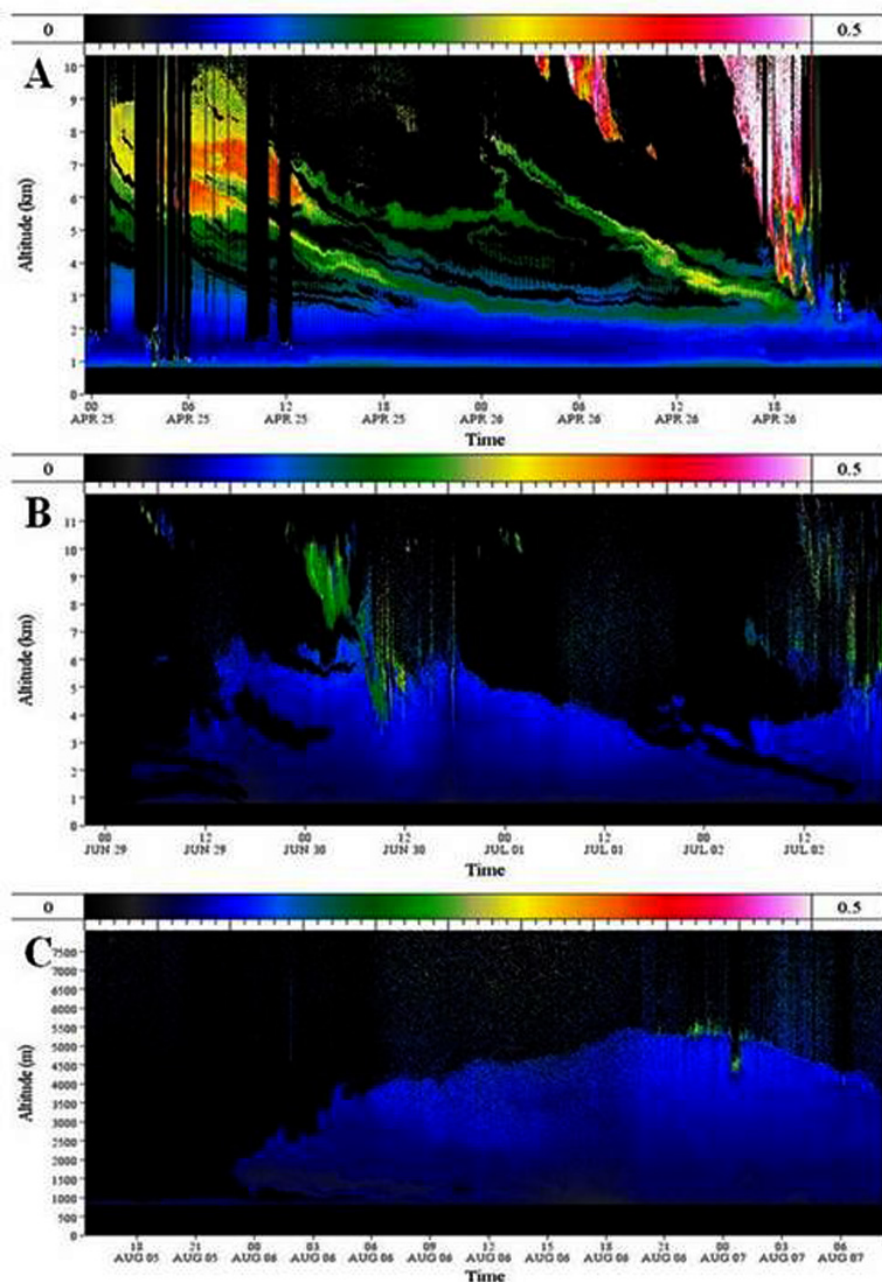 0 0.5
A
10
9
8
7
6
5
4
3
2
1
0
Altitude (km)
00 06 12 18 00 06 12 18
APR 25 APR 25 APR 25 APR 25 APR 26 APR 26 APR 26 APR 26
Time
0 0.5
B
11
10
9
8
7
6
5
4
3
2
1
0
Altitude (km)
00 12 00 12 00 12 00 12
JUN 29 JUN 29 JUN 30 JUN 30 JUL 01 JUL 01 JUL 02 JUL 02
Time
0 0.5
C
7500
7000
6500
6000
5500
5000
4500
4000
3500
3000
2500
2000
1500
1000
500
0
Altitude (m)
18 21 00 03 06 09 12 15 18 21 00 03 06
AUG 05 AUG 05 AUG 06 AUG 06 AUG 06 AUG 06 AUG 06 AUG 06 AUG 06 AUG 06 AUG 07 AUG 07 AUG 07
Time